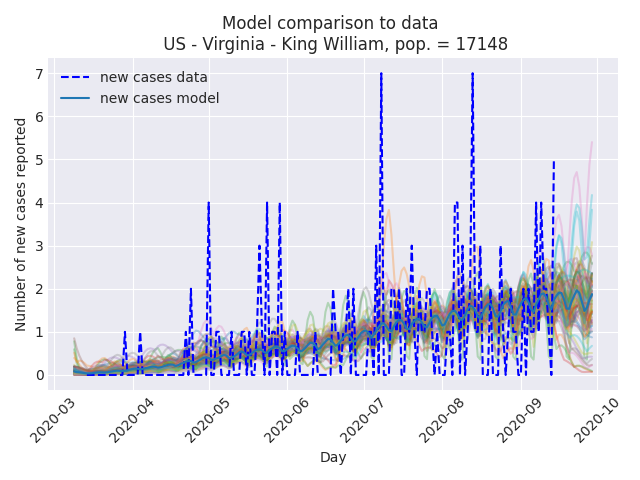 Model comparison to data
US - Virginia - King William, pop. = 17148
new cases data
new cases model
Number of new cases reported
7
6
5
4
3
2
1
0
2020-03
2020-04
2020-05
2020-06
2020-07
2020-08
2020-09
2020-10
Day